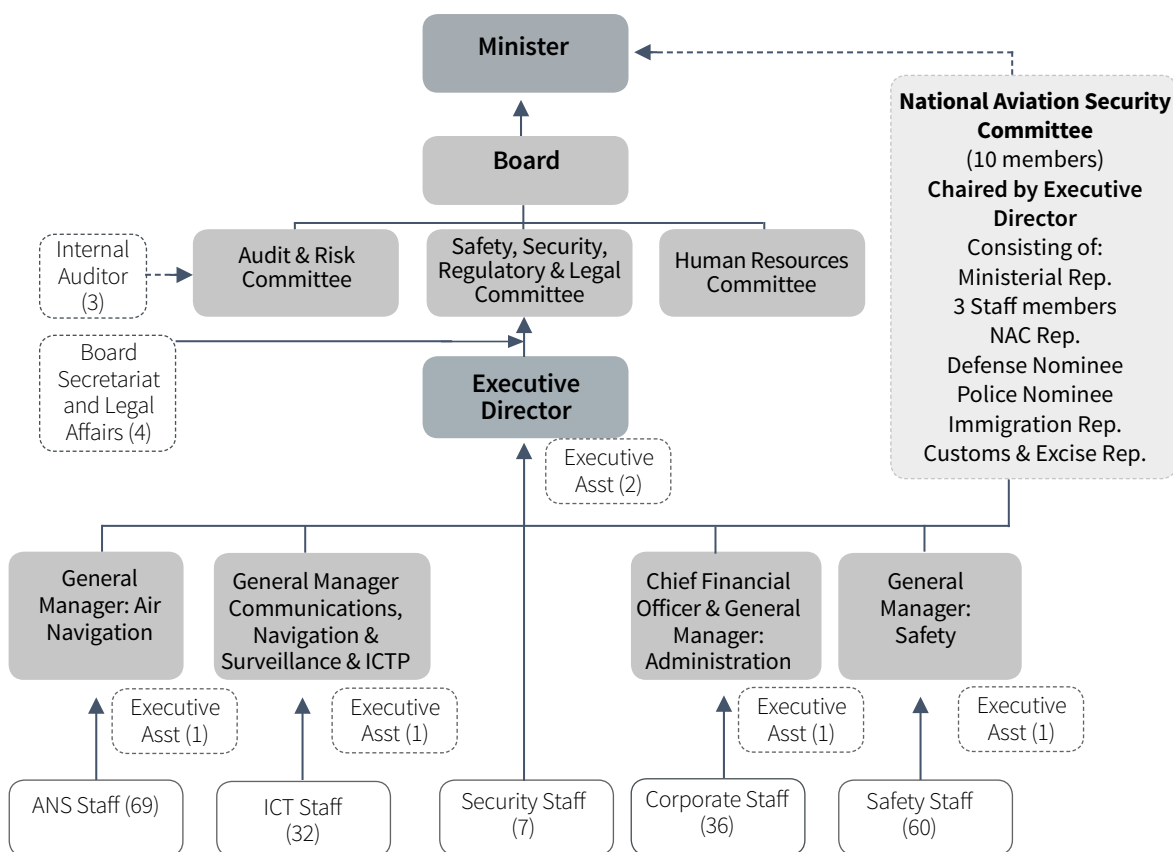 Minister
National Aviation Security
Committee
(10 members)
Chaired by Executive
Director
Consisting of:
Ministerial Rep.
3 Staff members
NAC Rep.
Defense Nominee
Police Nominee
Immigration Rep.
Customs & Excise Rep.
Board
Internal
Auditor
(3)
Audit & Risk
Committee
Safety, Security,
Regulatory & Legal
Committee
Human Resources
Committee
Board
Secretariat
and Legal
Affairs (4)
Executive
Director
Executive
Asst (2)
General
Manager: Air
Navigation
General Manager
Communications,
Navigation &
Surveillance & ICTP
Chief Financial
Officer & General
Manager:
Administration
General
Manager:
Safety
Executive
Asst (1)
Executive
Asst (1)
Executive
Asst (1)
Executive
Asst (1)
ANS Staff (69)
ICT Staff
(32)
Security Staff
(7)
Corporate Staff
(36)
Safety Staff
(60)